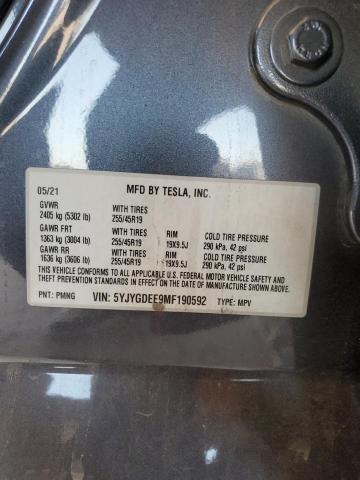 05/21 MFD BY TESLA, INC.
GVWR WITH TIRES
2405 kg (5302 lb) 255/45R19
GAWR FRT WITH TIRES RIM COLD TIRE PRESSURE
1363 kg (3004 lb) 255/45R19 19X9.5J 290 kPa, 42 psi
GAWR RR WITH TIRES RIM COLD TIRE PRESSURE
1636 kg (3606 lb) 255/45R19 19X9.5J 290 kPa, 42 psi
THIS VEHICLE CONFORMS TO ALL APPLICABLE U.S. FEDERAL MOTOR VEHICLE SAFETY AND
THEFT PREVENTION STANDARDS IN EFFECT ON THE DATE OF MANUFACTURE SHOWN ABOVE.
PNT: PMNG VIN: 5YJYGDEE9MF190592 TYPE: MPV